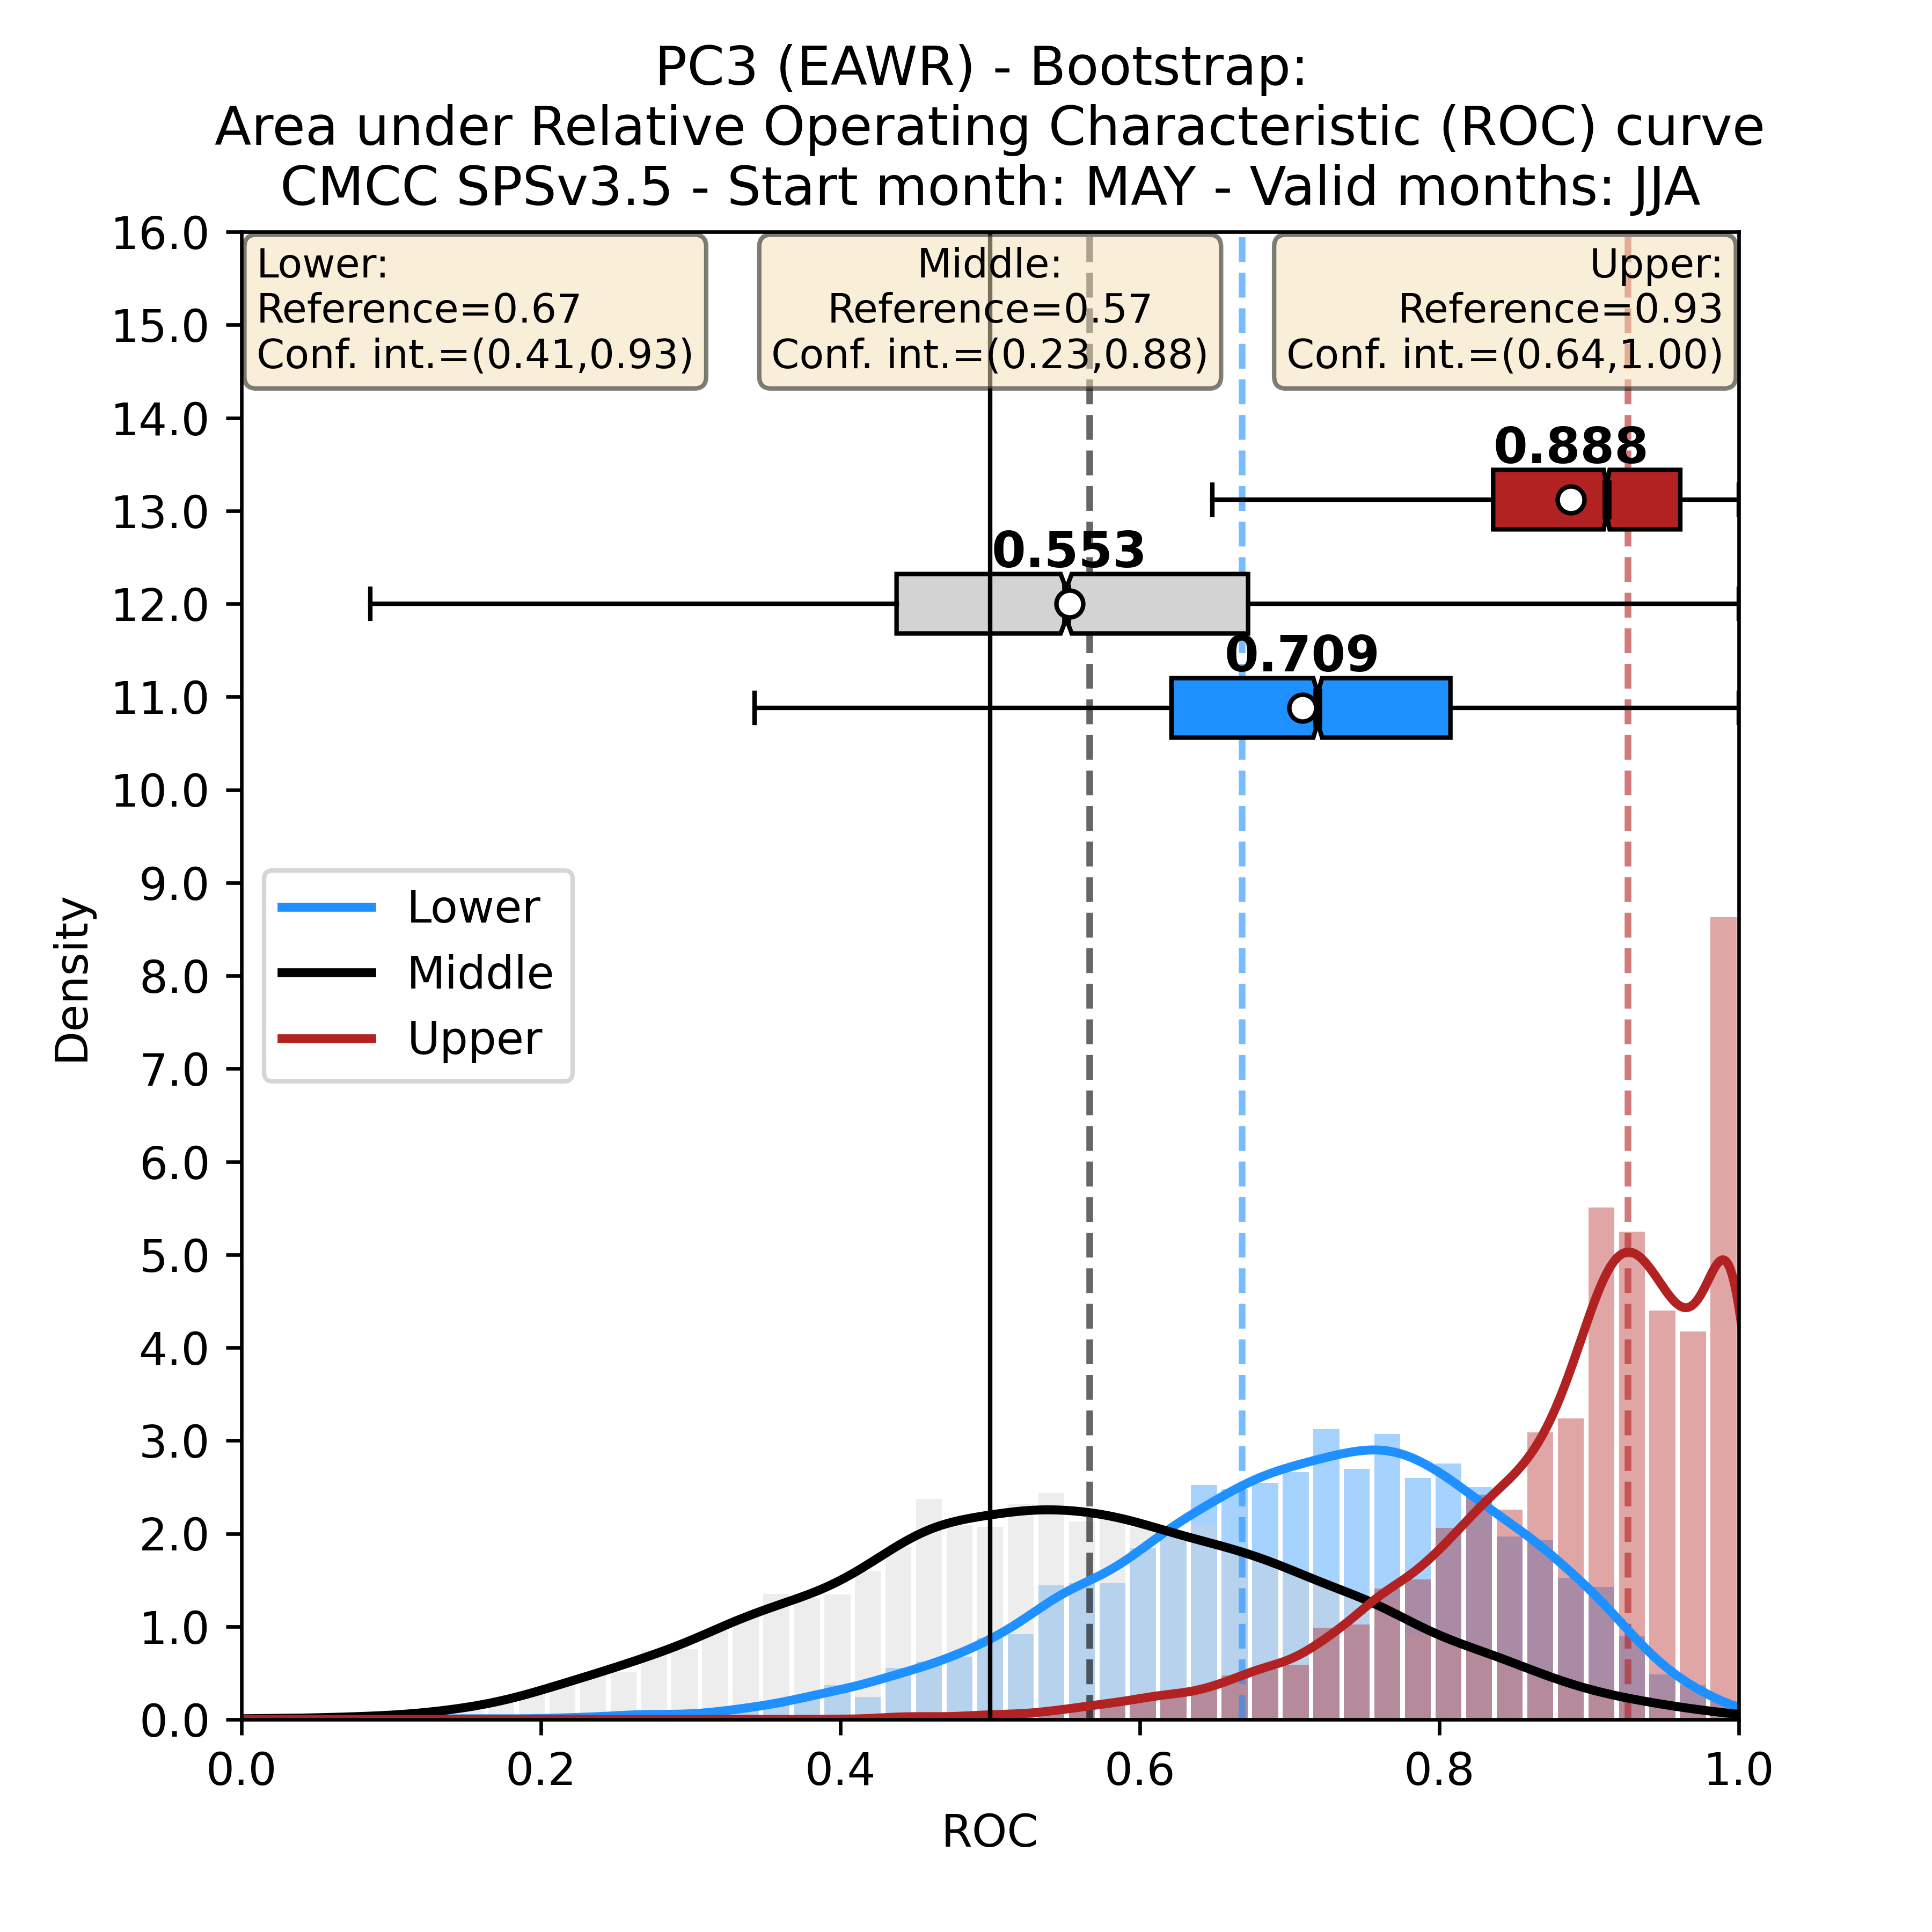 PC3 (EAWR) - Bootstrap:
Area under Relative Operating Characteristic (ROC) curve
CMCC SPSv3.5 - Start month: MAY - Valid months: JJA
Lower:
Reference=0.67
Conf. int.=(0.41,0.93)
Middle:
Reference=0.57
Conf. int.=(0.23,0.88)
Upper:
Reference=0.93
Conf. int.=(0.64,1.00)
0.888
0.553
0.709
Lower
Middle
Upper
Density
16.0
15.0
14.0
13.0
12.0
11.0
10.0
9.0
8.0
7.0
6.0
5.0
4.0
3.0
2.0
1.0
0.0
0.0 0.2 0.4 0.6 0.8 1.0
ROC